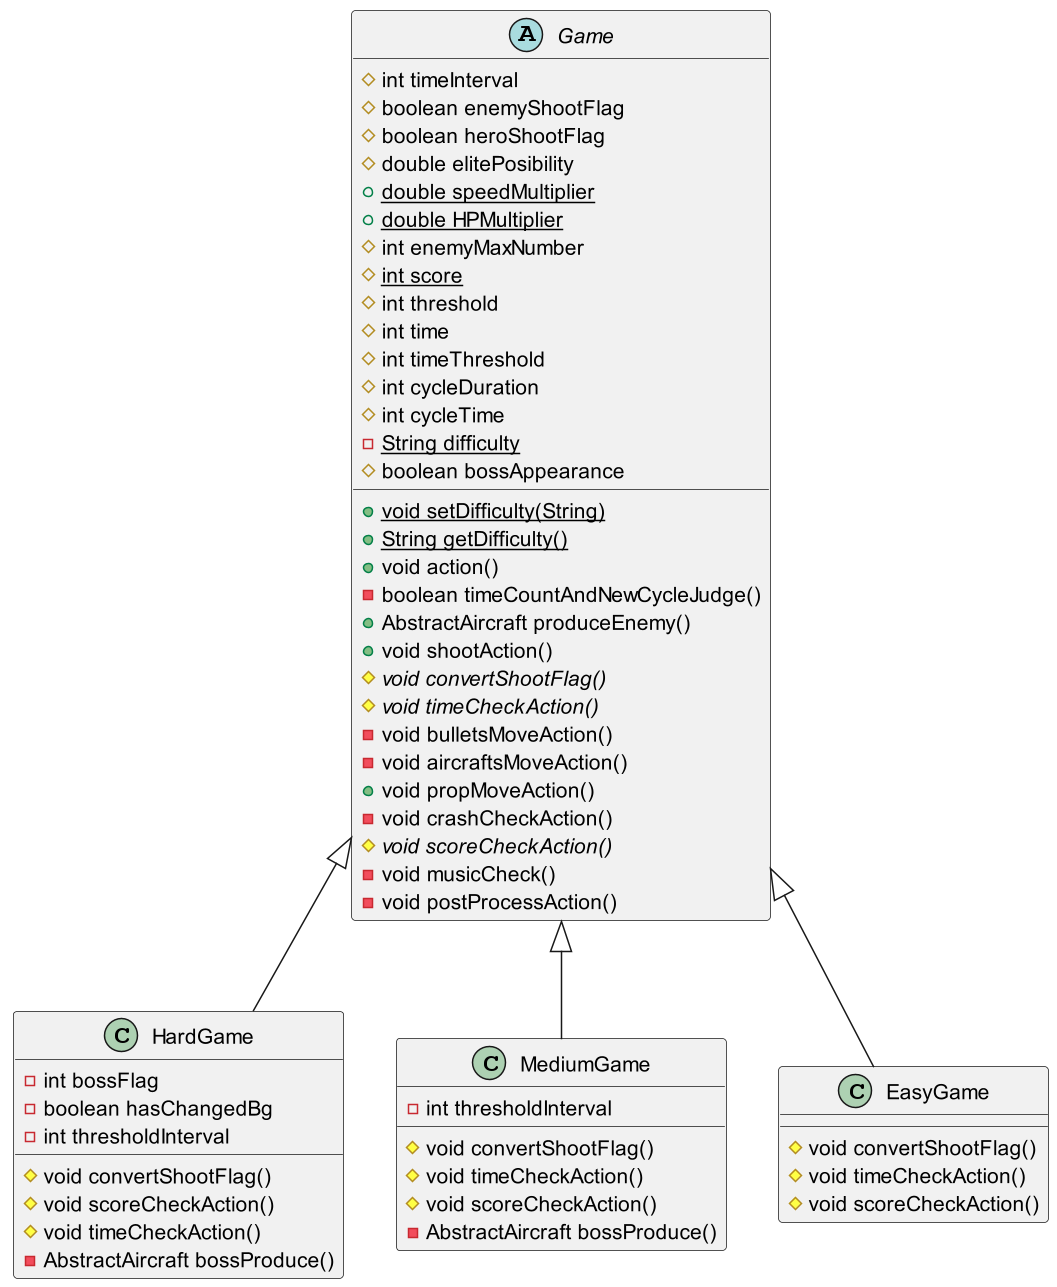 A Game
int timeInterval
boolean enemyShootFlag
boolean heroShootFlag
double elitePosibility
double speedMultiplier
double HPMultiplier
int enemyMaxNumber
int score
int threshold
int time
int timeThreshold
int cycleDuration
int cycleTime
String difficulty
boolean bossAppearance
void setDifficulty(String)
String getDifficulty()
void action()
boolean timeCountAndNewCycleJudge()
AbstractAircraft produceEnemy()
void shootAction()
void convertShootFlag()
void timeCheckAction()
void bulletsMoveAction()
void aircraftsMoveAction()
void propMoveAction()
void crashCheckAction()
void scoreCheckAction()
void musicCheck()
void postProcessAction()
C HardGame
int bossFlag
boolean hasChangedBg
int thresholdInterval
void convertShootFlag()
void scoreCheckAction()
void timeCheckAction()
AbstractAircraft bossProduce()
C MediumGame
int thresholdInterval
void convertShootFlag()
void timeCheckAction()
void scoreCheckAction()
AbstractAircraft bossProduce()
C EasyGame
void convertShootFlag()
void timeCheckAction()
void scoreCheckAction()